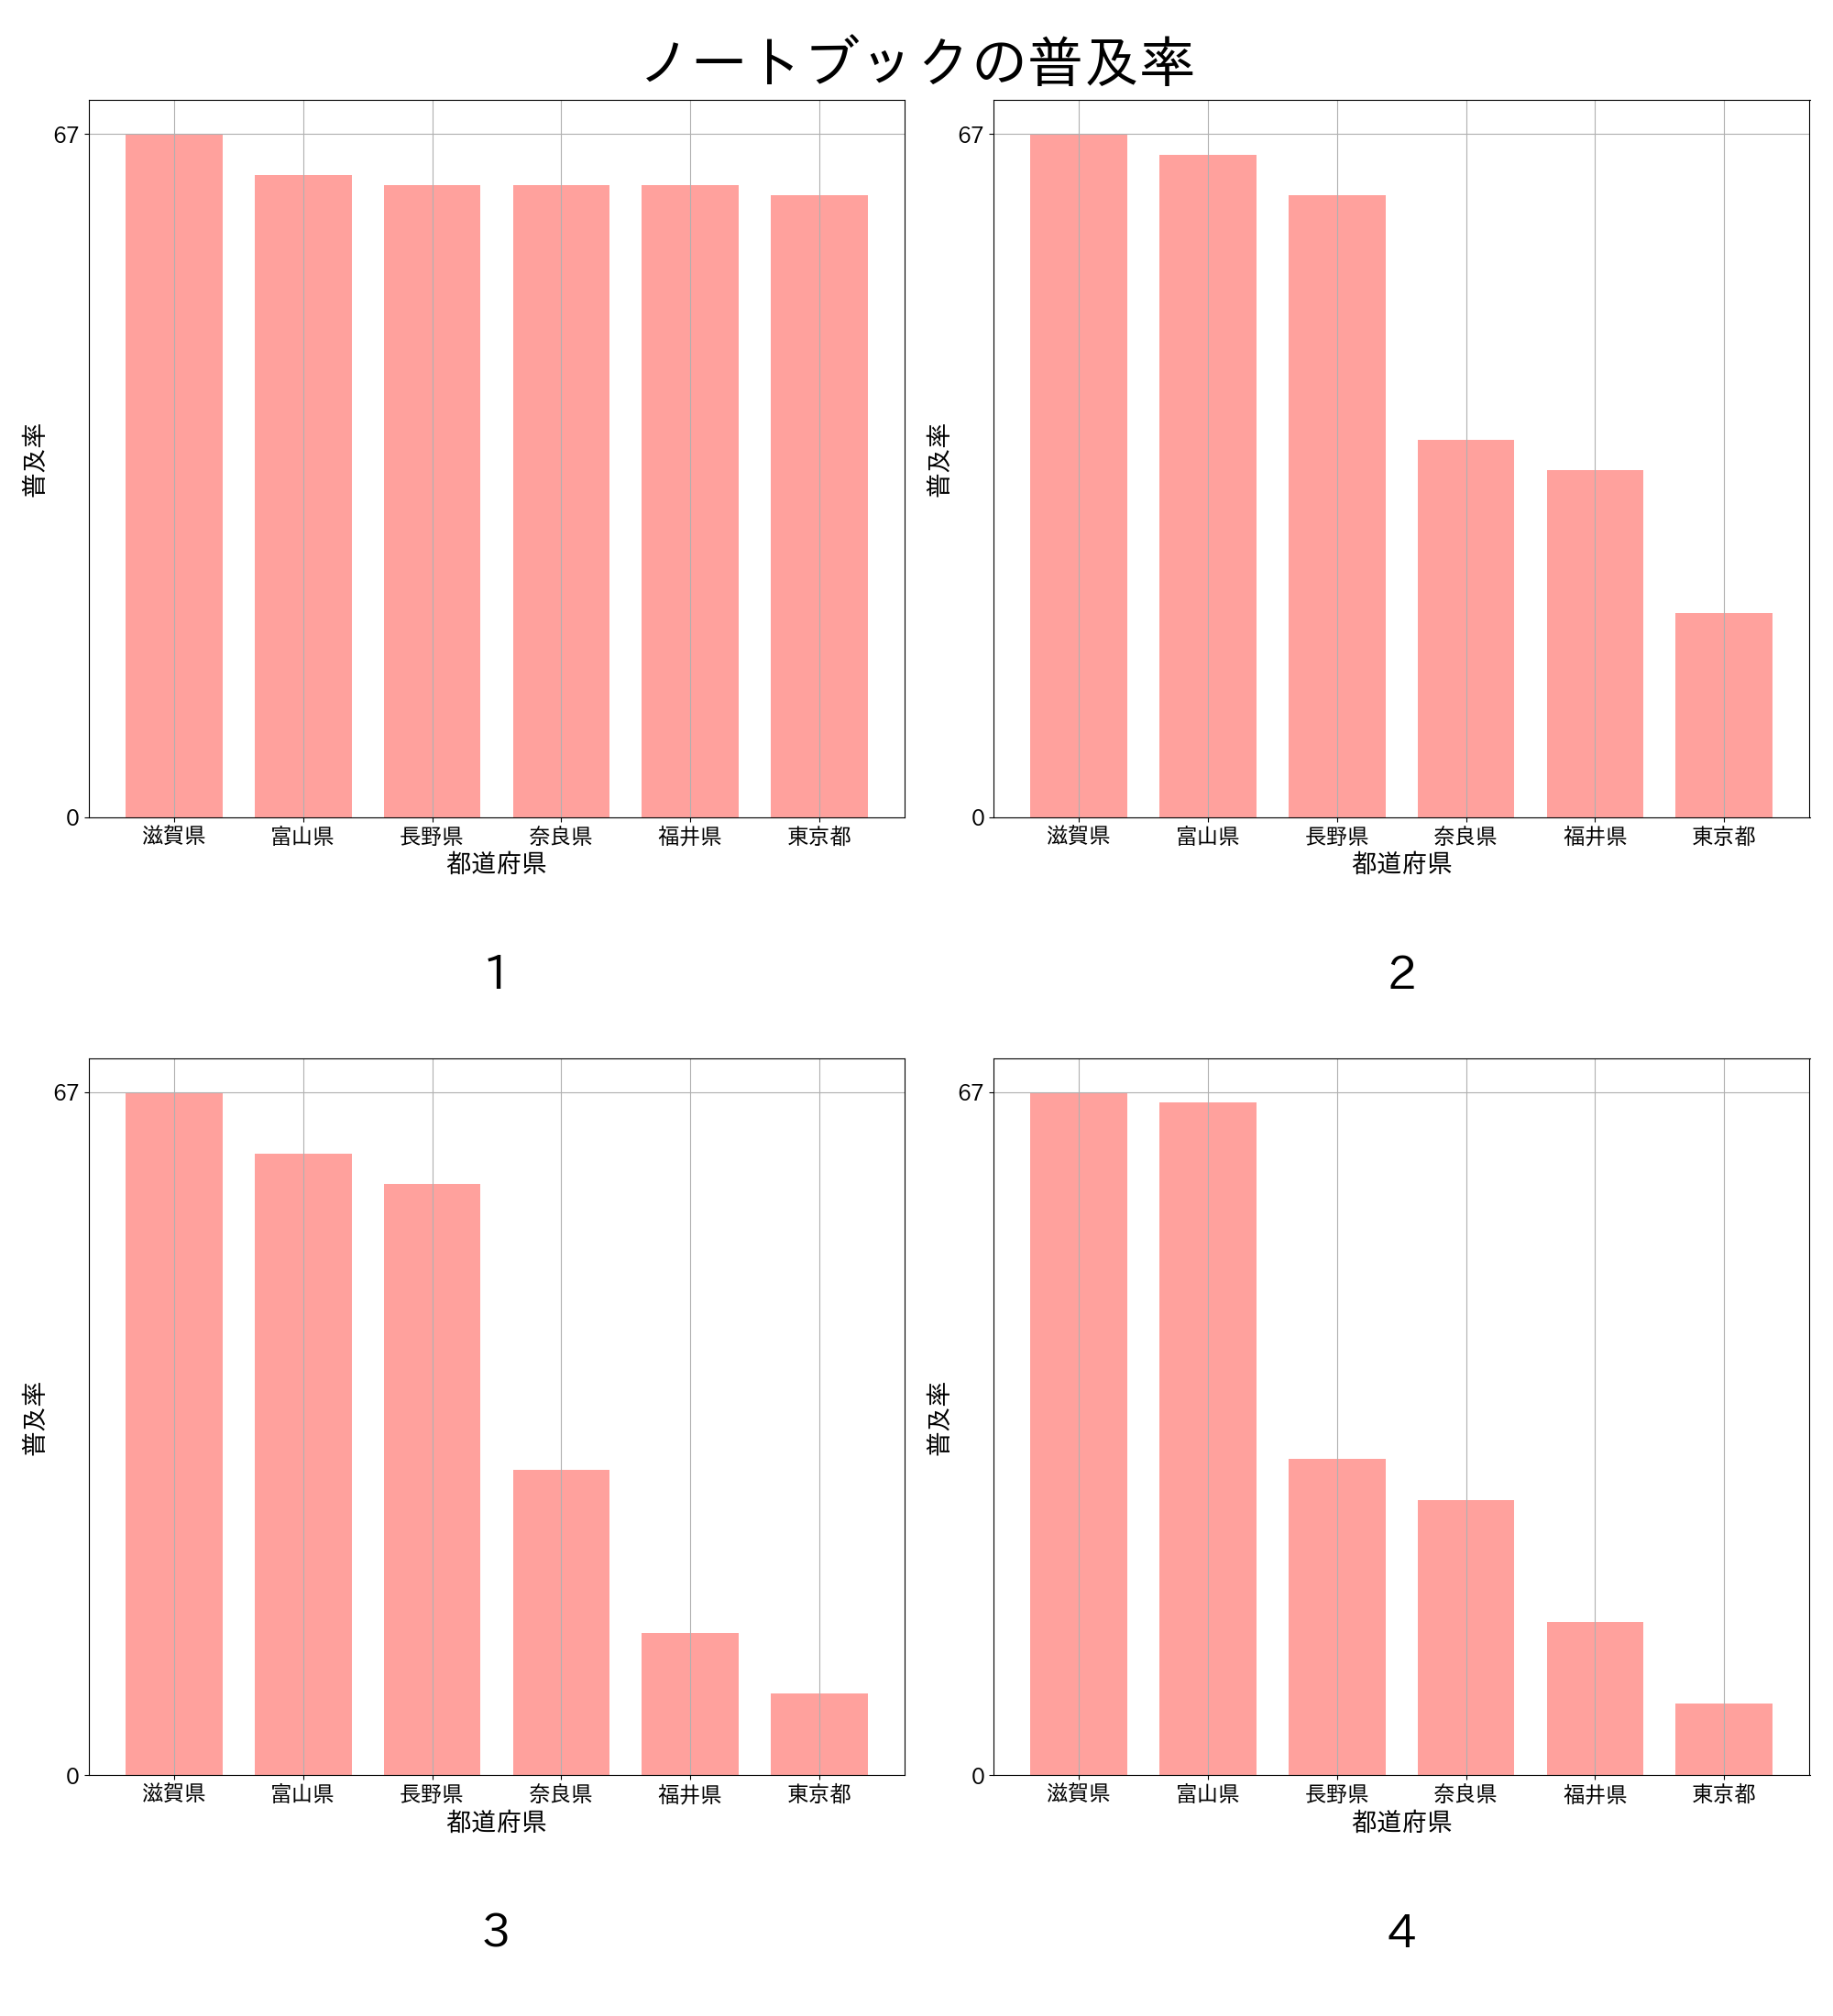 ノートブックの普及率
67
0
普及率
滋賀県 富山県 長野県 奈良県 福井県 東京都
都道府県
1
67
0
普及率
滋賀県 富山県 長野県 奈良県 福井県 東京都
都道府県
2
67
0
普及率
滋賀県 富山県 長野県 奈良県 福井県 東京都
都道府県
3
67
0
普及率
滋賀県 富山県 長野県 奈良県 福井県 東京都
都道府県
4